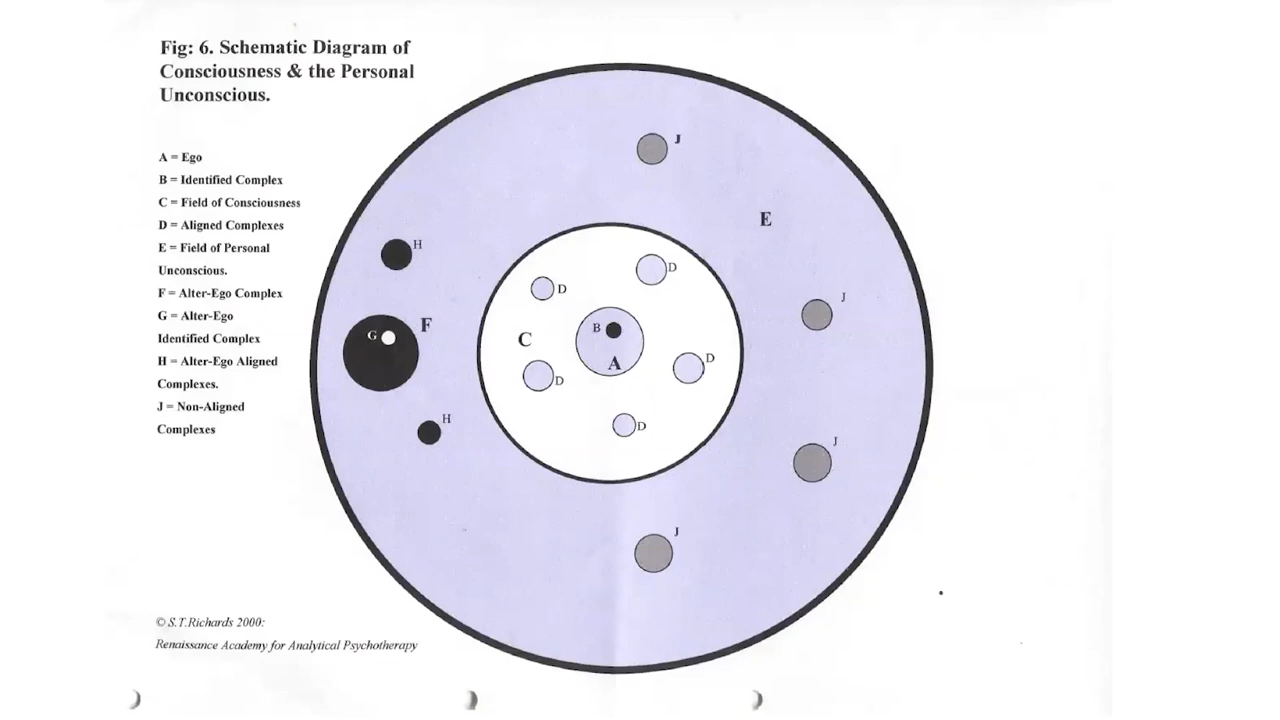 Fig: 6. Schematic Diagram of
Consciousness & the Personal
Unconscious.
A = Ego
B = Identified Complex
C = Field of Consciousness
D = Aligned Complexes
E = Field of Personal
Unconscious.
F = Alter-Ego Complex
G = Alter-Ego
Identified Complex
H = Alter-Ego Aligned
Complexes.
J = Non-Aligned
Complexes
J
E
H
D
D
J
F
G
C
B
A
D
D
H
D
J
J
© S.T.Richards 2000:
Renaissance Academy for Analytical Psychotherapy